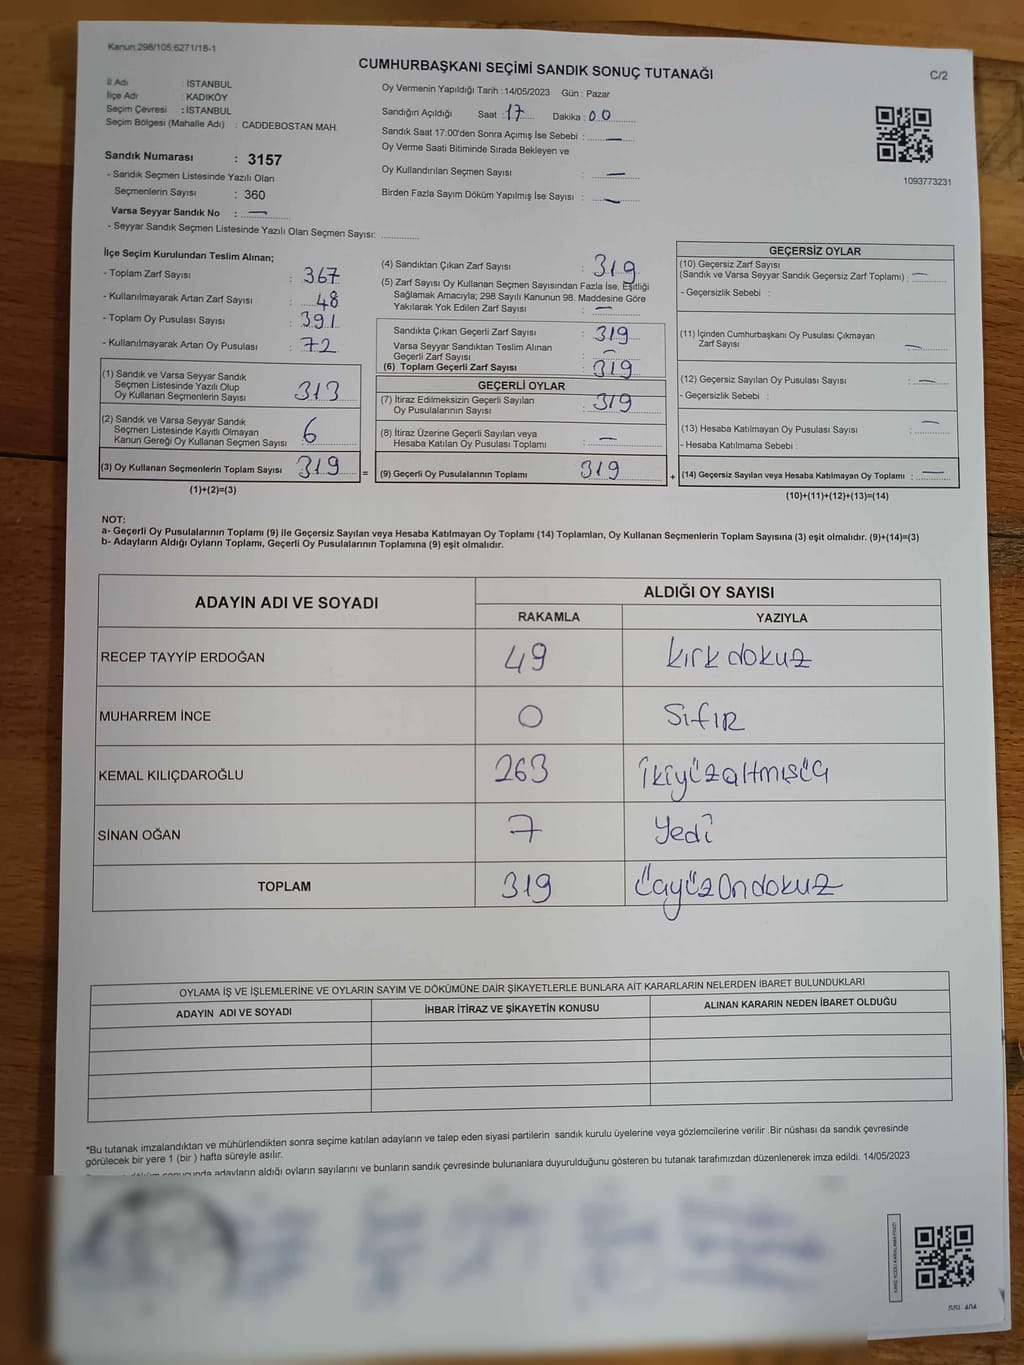 Kanun:298/105;6271/18-1
CUMHURBAŞKANI SEÇİMİ SANDIK SONUÇ TUTANAĞI
C/2
İl Adı : İSTANBUL
İlçe Adı : KADIKÖY
Seçim Çevresi : İSTANBUL
Seçim Bölgesi (Mahalle Adı) : CADDEBOSTAN MAH.
Sandık Numarası : 3157
- Sandık Seçmen Listesinde Yazılı Olan
Seçmenlerin Sayısı : 360
Varsa Seyyar Sandık No : —
- Seyyar Sandık Seçmen Listesinde Yazılı Olan Seçmen Sayısı:
Oy Vermenin Yapıldığı Tarih : 14/05/2023 Gün : Pazar
Sandığın Açıldığı Saat : 17 Dakika : 00
Sandık Saat 17:00'den Sonra Açımış İse Sebebi : —
Oy Verme Saati Bitiminde Sırada Bekleyen ve
Oy Kullandırılan Seçmen Sayısı : —
Birden Fazla Sayım Döküm Yapılmış İse Sayısı : —
1093773231
İlçe Seçim Kurulundan Teslim Alınan;
- Toplam Zarf Sayısı : 367
- Kullanılmayarak Artan Zarf Sayısı : 48
- Toplam Oy Pusulası Sayısı : 391
- Kullanılmayarak Artan Oy Pusulası : 72
(1) Sandık ve Varsa Seyyar Sandık
Seçmen Listesinde Yazılı Olup
Oy Kullanan Seçmenlerin Sayısı 313
(2) Sandık ve Varsa Seyyar Sandık
Seçmen Listesinde Kayıtlı Olmayan
Kanun Gereği Oy Kullanan Seçmen Sayısı : 6
(3) Oy Kullanan Seçmenlerin Toplam Sayısı 319
(1)+(2)=(3)
=
(4) Sandıktan Çıkan Zarf Sayısı : 319
(5) Zarf Sayısı Oy Kullanan Seçmen Sayısından Fazla İse, Eşitliği
Sağlamak Amacıyla; 298 Sayılı Kanunun 98. Maddesine Göre
Yakılarak Yok Edilen Zarf Sayısı : —
Sandıkta Çıkan Geçerli Zarf Sayısı : 319
Varsa Seyyar Sandıktan Teslim Alınan
Geçerli Zarf Sayısı : —
(6) Toplam Geçerli Zarf Sayısı : 319
GEÇERLİ OYLAR
(7) İtiraz Edilmeksizin Geçerli Sayılan
Oy Pusulalarının Sayısı : 319
(8) İtiraz Üzerine Geçerli Sayılan veya
Hesaba Katılan Oy Pusulası Toplamı : —
(9) Geçerli Oy Pusulalarının Toplamı 319
+
GEÇERSİZ OYLAR
(10) Geçersiz Zarf Sayısı
(Sandık ve Varsa Seyyar Sandık Geçersiz Zarf Toplamı) : —
- Geçersizlik Sebebi :
(11) İçinden Cumhurbaşkanı Oy Pusulası Çıkmayan
Zarf Sayısı —
(12) Geçersiz Sayılan Oy Pusulası Sayısı : —
- Geçersizlik Sebebi :
(13) Hesaba Katılmayan Oy Pusulası Sayısı : —
- Hesaba Katılmama Sebebi :
(14) Geçersiz Sayılan veya Hesaba Katılmayan Oy Toplamı : —
(10)+(11)+(12)+(13)=(14)
NOT:
a- Geçerli Oy Pusulalarının Toplamı (9) ile Geçersiz Sayılan veya Hesaba Katılmayan Oy Toplamı (14) Toplamları, Oy Kullanan Seçmenlerin Toplam Sayısına (3) eşit olmalıdır. (9)+(14)=(3)
b- Adayların Aldığı Oyların Toplamı, Geçerli Oy Pusulalarının Toplamına (9) eşit olmalıdır.
ADAYIN ADI VE SOYADI
ALDIĞI OY SAYISI
RAKAMLA YAZIYLA
RECEP TAYYİP ERDOĞAN 49 kırk dokuz
MUHARREM İNCE 0 Sıfır
KEMAL KILIÇDAROĞLU 263 ikiyüzaltmışüç
SİNAN OĞAN 7 Yedi
TOPLAM 319 üçyüzondokuz
OYLAMA İŞ VE İŞLEMLERİNE VE OYLARIN SAYIM VE DÖKÜMÜNE DAİR ŞİKAYETLERLE BUNLARA AİT KARARLARIN NELERDEN İBARET BULUNDUKLARI
ADAYIN ADI VE SOYADI İHBAR İTİRAZ VE ŞİKAYETİN KONUSU ALINAN KARARIN NEDEN İBARET OLDUĞU
*Bu tutanak imzalandıktan ve mühürlendikten sonra seçime katılan adayların ve talep eden siyasi partilerin sandık kurulu üyelerine veya gözlemcilerine verilir .Bir nüshası da sandık çevresinde
görülecek bir yere 1 (bir ) hafta süreyle asılır.
adayların aldığı oyların sayılarını ve bunların sandık çevresinde bulunanlara duyurulduğunu gösteren bu tutanak tarafımızdan düzenlenerek imza edildi. 14/05/2023